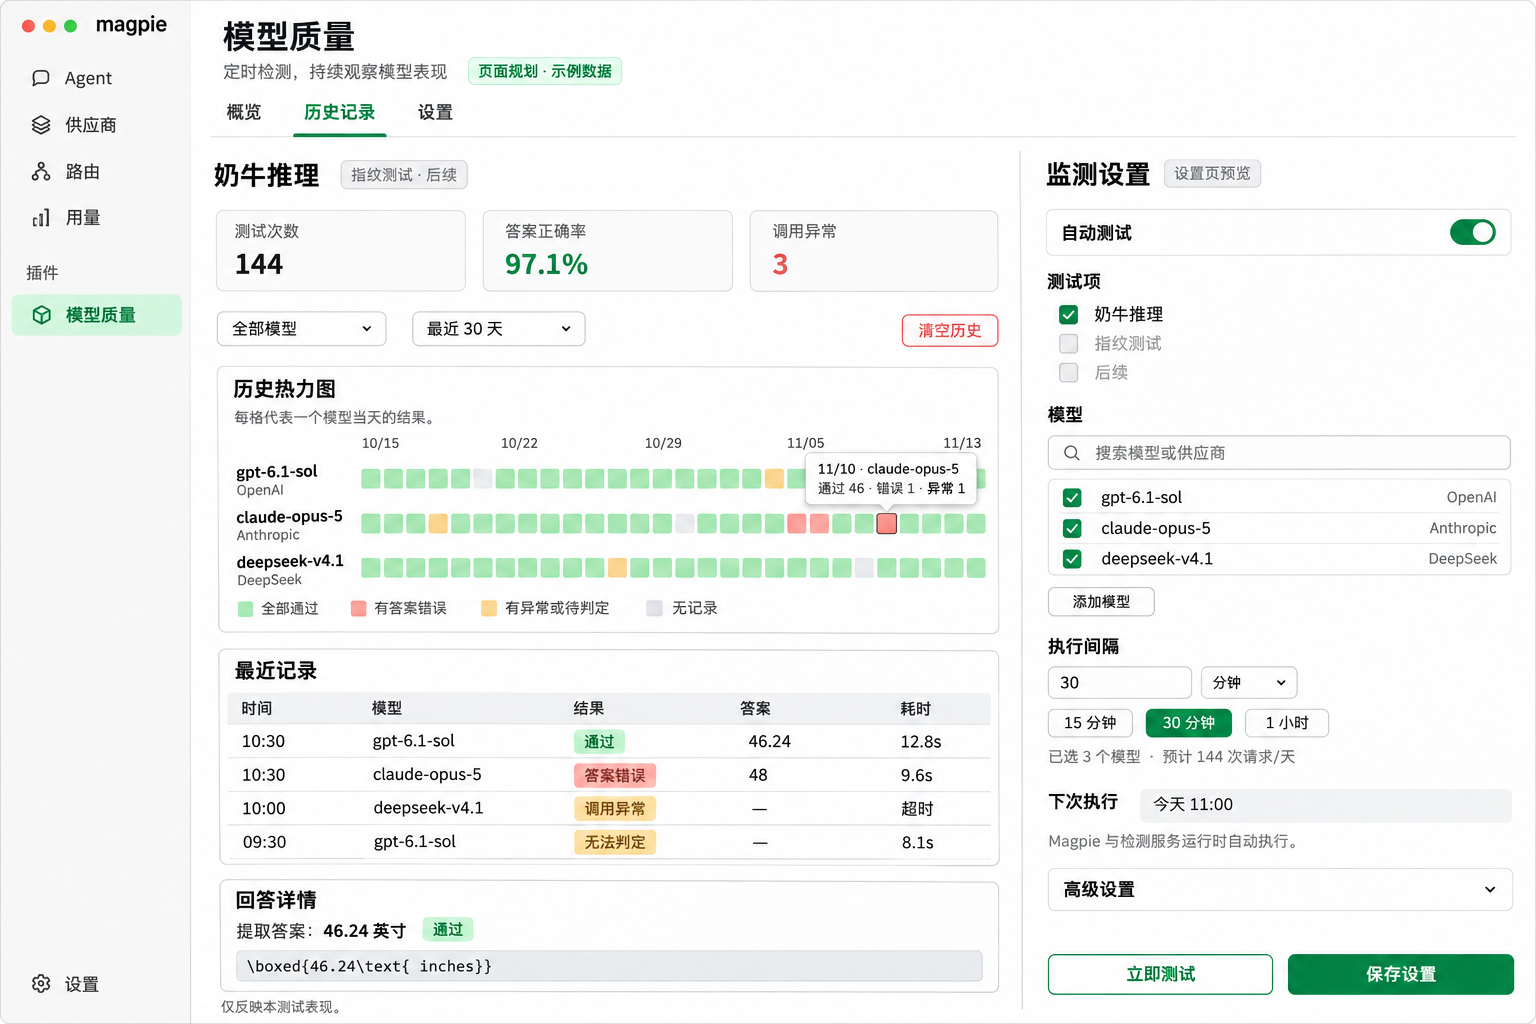 magpie
Agent
供应商
路由
用量
插件
模型质量
设置
模型质量
定时检测，持续观察模型表现
页面规划 · 示例数据
概览 历史记录 设置
奶牛推理 指纹测试 · 后续
测试次数 答案正确率 调用异常
144 97.1% 3
全部模型 最近 30 天 清空历史
历史热力图
每格代表一个模型当天的结果。
10/15 10/22 10/29 11/05 11/13
gpt-6.1-sol
OpenAI
11/10 · claude-opus-5
通过 46 · 错误 1 · 异常 1
claude-opus-5
Anthropic
deepseek-v4.1
DeepSeek
全部通过 有答案错误 有异常或待判定 无记录
最近记录
时间 模型 结果 答案 耗时
10:30 gpt-6.1-sol 通过 46.24 12.8s
10:30 claude-opus-5 答案错误 48 9.6s
10:00 deepseek-v4.1 调用异常 — 超时
09:30 gpt-6.1-sol 无法判定 — 8.1s
回答详情
提取答案：46.24 英寸 通过
\boxed{46.24\text{ inches}}
仅反映本测试表现。
监测设置 设置页预览
自动测试
测试项
奶牛推理
指纹测试
后续
模型
搜索模型或供应商
gpt-6.1-sol OpenAI
claude-opus-5 Anthropic
deepseek-v4.1 DeepSeek
添加模型
执行间隔
30 分钟
15 分钟 30 分钟 1 小时
已选 3 个模型 · 预计 144 次请求/天
下次执行 今天 11:00
Magpie 与检测服务运行时自动执行。
高级设置
立即测试 保存设置